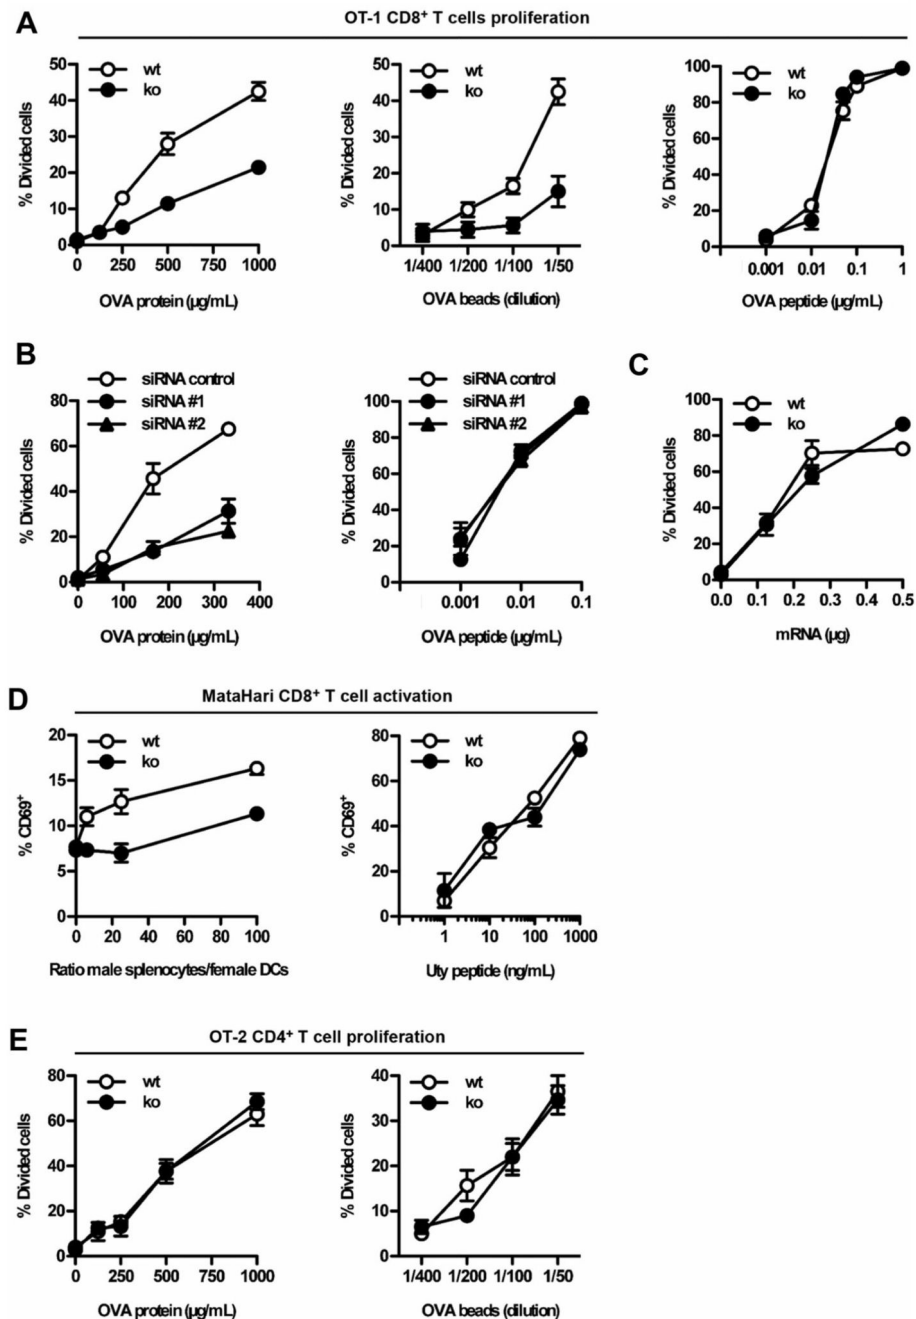 A
OT-1 CD8⁺ T cells proliferation
wt
ko
% Divided cells
50
40
30
20
10
0
0 250 500 750 1000
OVA protein (µg/mL)
wt
ko
% Divided cells
50
40
30
20
10
0
1/400 1/200 1/100 1/50
OVA beads (dilution)
wt
ko
% Divided cells
100
80
60
40
20
0
0.001 0.01 0.1 1
OVA peptide (µg/mL)
B
siRNA control
siRNA #1
siRNA #2
% Divided cells
80
60
40
20
0
0 100 200 300 400
OVA protein (µg/mL)
siRNA control
siRNA #1
siRNA #2
% Divided cells
100
80
60
40
20
0
0.001 0.01 0.1
OVA peptide (µg/mL)
C
wt
ko
% Divided cells
100
80
60
40
20
0
0.0 0.1 0.2 0.3 0.4 0.5
mRNA (µg)
D
MataHari CD8⁺ T cell activation
wt
ko
% CD69⁺
20
15
10
5
0
0 20 40 60 80 100
Ratio male splenocytes/female DCs
wt
ko
% CD69⁺
80
60
40
20
0
1 10 100 1000
Uty peptide (ng/mL)
E
OT-2 CD4⁺ T cell proliferation
wt
ko
% Divided cells
80
60
40
20
0
0 250 500 750 1000
OVA protein (µg/mL)
wt
ko
% Divided cells
40
30
20
10
0
1/400 1/200 1/100 1/50
OVA beads (dilution)